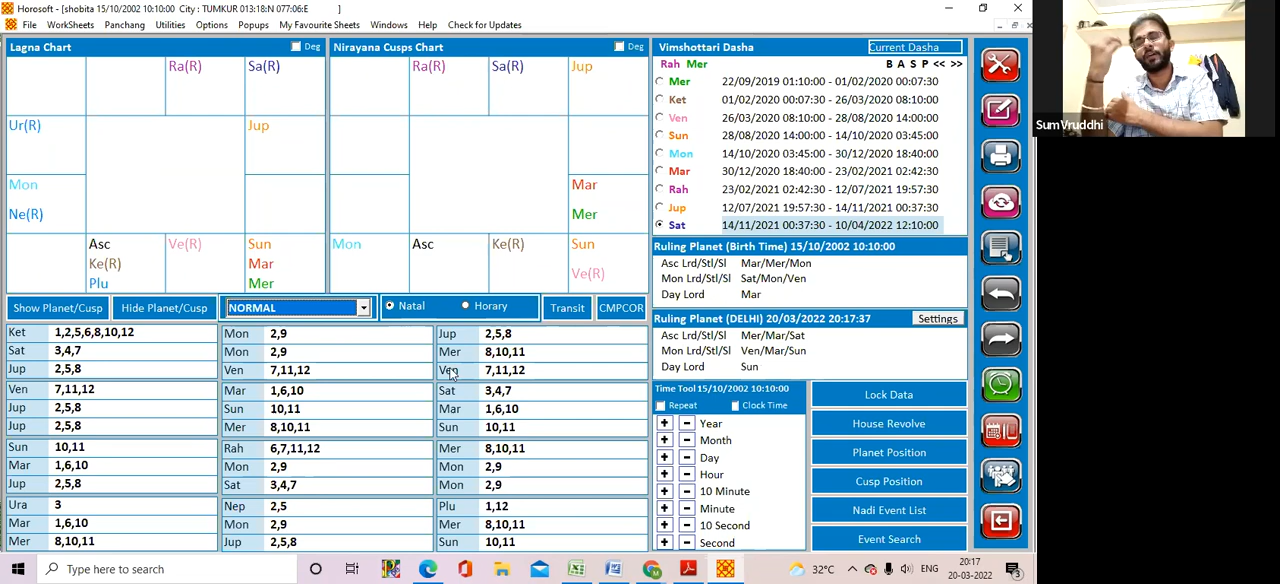 Horosoft - [shobita 15/10/2002 10:10:00 City : TUMKUR 013:18:N 077:06:E ]
File WorkSheets Panchang Utilities Options Popups My Favourite Sheets Windows Help Check for Updates
Lagna Chart Deg
Ra(R) Sa(R)
Ur(R) Jup
Mon
Ne(R)
Asc Ve(R) Sun
Ke(R) Mar
Plu Mer
Nirayana Cusps Chart Deg
Ra(R) Sa(R) Jup
Mar
Mer
Mon Asc Ke(R) Sun
Ve(R)
Show Planet/Cusp Hide Planet/Cusp NORMAL Natal Horary Transit CMPCOR
Ket 1,2,5,6,8,10,12 Mon 2,9 Jup 2,5,8
Sat 3,4,7 Mon 2,9 Mer 8,10,11
Jup 2,5,8 Ven 7,11,12 Ven 7,11,12
Ven 7,11,12 Mar 1,6,10 Sat 3,4,7
Jup 2,5,8 Sun 10,11 Mar 1,6,10
Jup 2,5,8 Mer 8,10,11 Sun 10,11
Sun 10,11 Rah 6,7,11,12 Mer 8,10,11
Mar 1,6,10 Mon 2,9 Mon 2,9
Jup 2,5,8 Sat 3,4,7 Mon 2,9
Ura 3 Nep 2,5 Plu 1,12
Mar 1,6,10 Mon 2,9 Mer 8,10,11
Mer 8,10,11 Jup 2,5,8 Sun 10,11
Vimshottari Dasha Current Dasha
Rah Mer B A S P << >>
Mer 22/09/2019 01:10:00 - 01/02/2020 00:07:30
Ket 01/02/2020 00:07:30 - 26/03/2020 08:10:00
Ven 26/03/2020 08:10:00 - 28/08/2020 14:00:00
Sun 28/08/2020 14:00:00 - 14/10/2020 03:45:00
Mon 14/10/2020 03:45:00 - 30/12/2020 18:40:00
Mar 30/12/2020 18:40:00 - 23/02/2021 02:42:30
Rah 23/02/2021 02:42:30 - 12/07/2021 19:57:30
Jup 12/07/2021 19:57:30 - 14/11/2021 00:37:30
Sat 14/11/2021 00:37:30 - 10/04/2022 12:10:00
Ruling Planet (Birth Time) 15/10/2002 10:10:00
Asc Lrd/Stl/Sl Mar/Mer/Mon
Mon Lrd/Stl/Sl Sat/Mon/Ven
Day Lord Mar
Ruling Planet (DELHI) 20/03/2022 20:17:37 Settings
Asc Lrd/Stl/Sl Mer/Mar/Sat
Mon Lrd/Stl/Sl Ven/Mar/Sun
Day Lord Sun
Time Tool 15/10/2002 10:10:00
Repeat Clock Time
+ - Year
+ - Month
+ - Day
+ - Hour
+ - 10 Minute
+ - Minute
+ - 10 Second
+ - Second
Lock Data
House Revolve
Planet Position
Cusp Position
Nadi Event List
Event Search
SumVruddhi
Type here to search
32°C ENG 20:17
20-03-2022
3